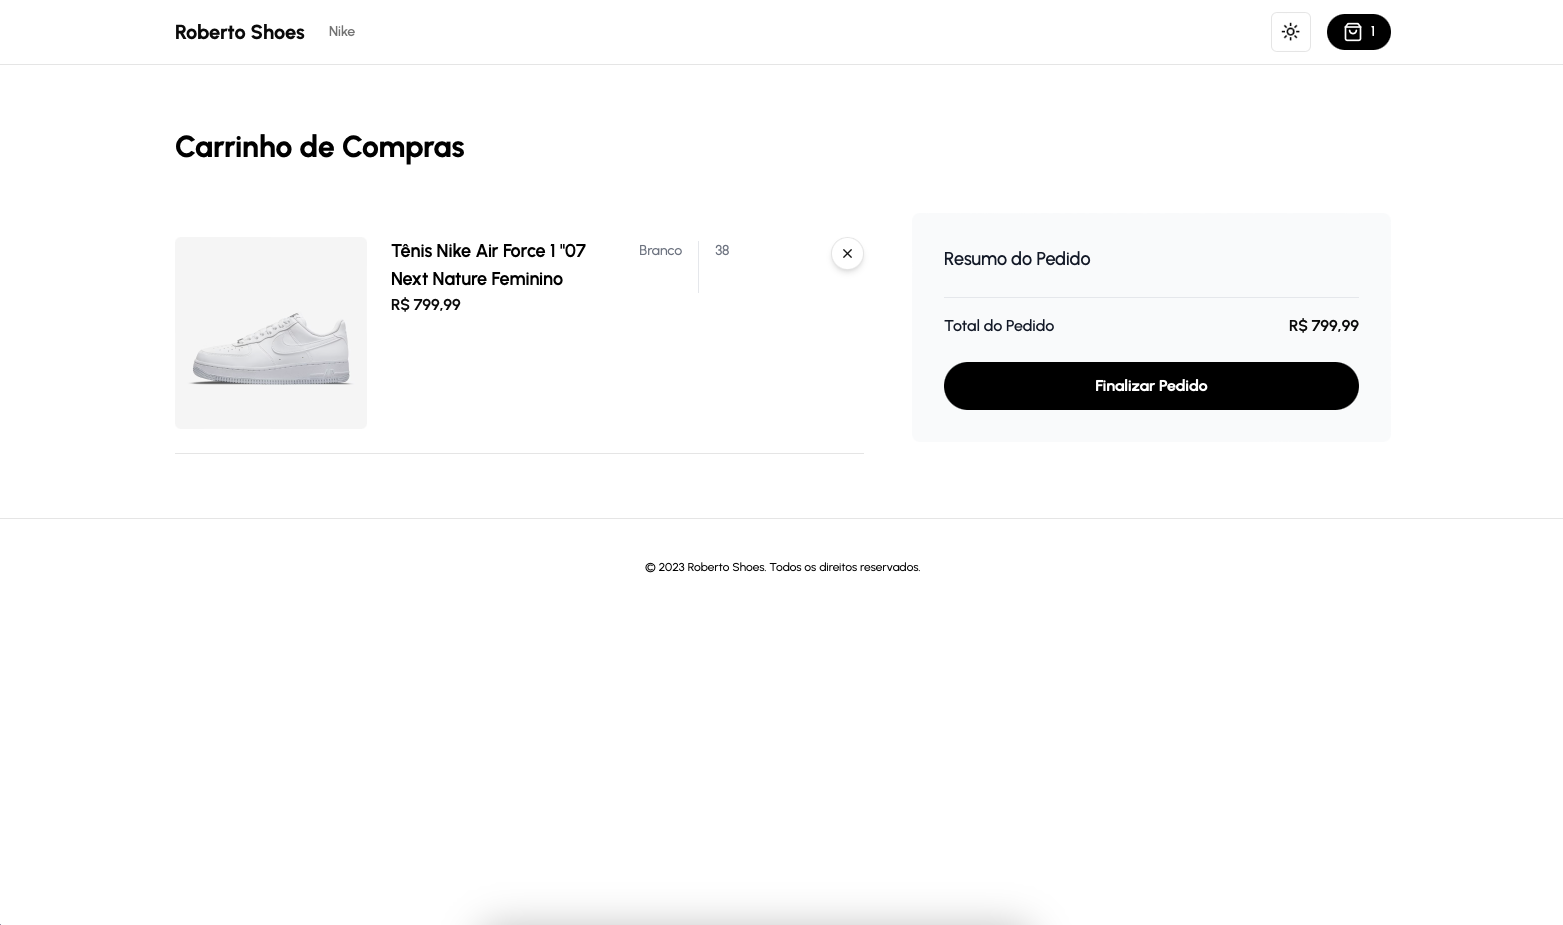 Roberto Shoes
Nike
1
Carrinho de Compras
Tênis Nike Air Force 1 "07
Next Nature Feminino
R$ 799,99
Branco
38
Resumo do Pedido
Total do Pedido
R$ 799,99
Finalizar Pedido
© 2023 Roberto Shoes. Todos os direitos reservados.